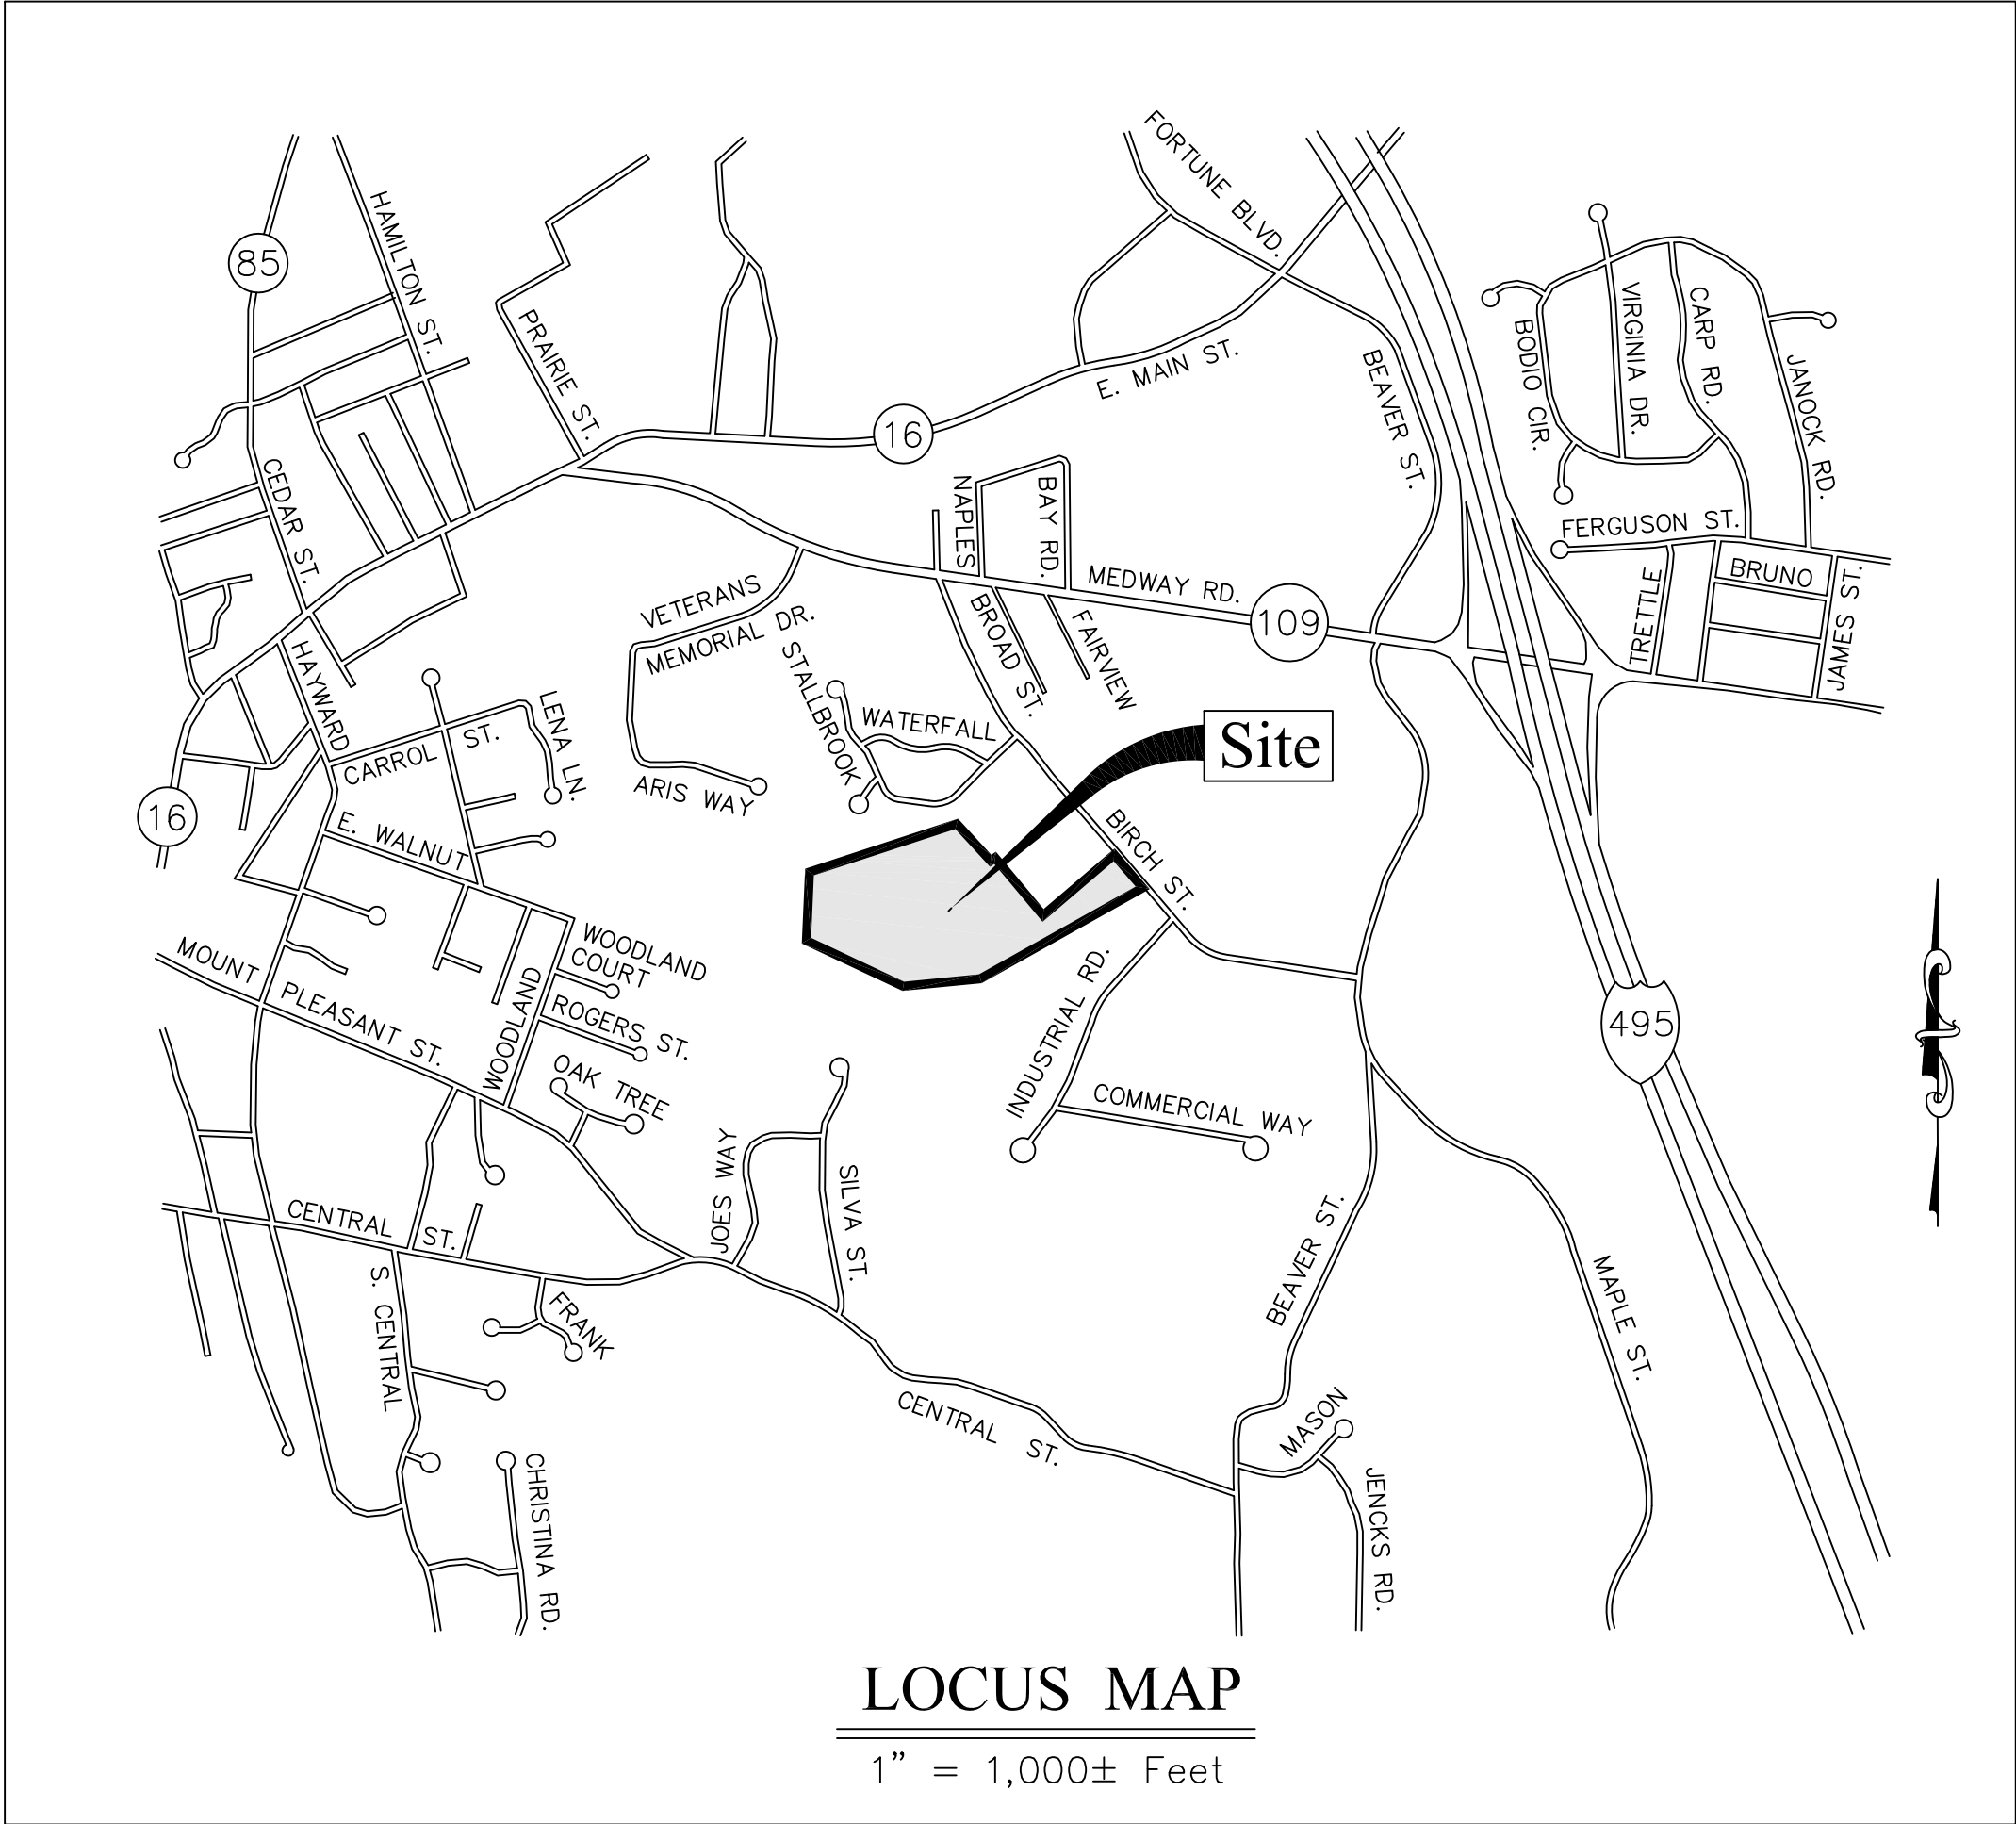 FORTUNE BLVD.
HAMILTON ST.
85
PRAIRIE ST.
VIRGINIA DR.
CARP RD.
BODIO CIR.
JANOCK RD.
E. MAIN ST.
BEAVER ST.
16
CEDAR ST.
NAPLES
BAY RD.
FERGUSON ST.
BRUNO
TRETTLE
JAMES ST.
MEDWAY RD.
109
VETERANS
MEMORIAL DR.
BROAD ST.
FAIRVIEW
STALLBROOK
WATERFALL
HAYWARD
LENA LN.
CARROL ST.
ARIS WAY
Site
16
E. WALNUT
BIRCH ST.
WOODLAND
COURT
MOUNT PLEASANT ST.
WOODLAND
ROGERS ST.
OAK TREE
INDUSTRIAL RD.
495
COMMERCIAL WAY
JOES WAY
SILVA ST.
CENTRAL ST.
BEAVER ST.
S. CENTRAL
FRANK
MAPLE ST.
CENTRAL ST.
MASON
JENCKS RD.
CHRISTINA RD.
LOCUS MAP
1" = 1,000± Feet